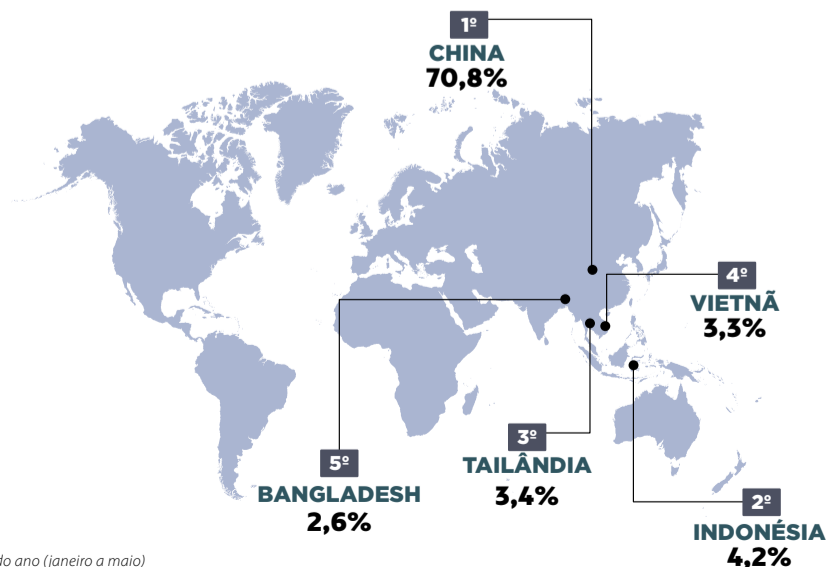 1º
CHINA
70,8%
4º
VIETNÃ
3,3%
3º
TAILÂNDIA
3,4%
5º
BANGLADESH
2,6%
2º
INDONÉSIA
4,2%
do ano (janeiro a maio)